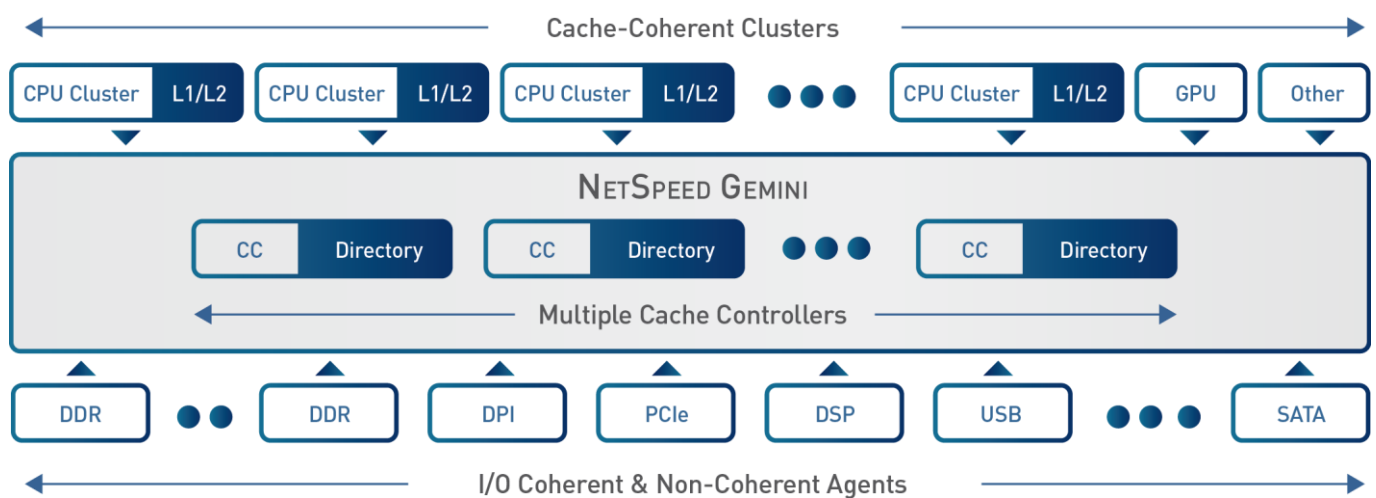 Cache-Coherent Clusters
CPU Cluster L1/L2 CPU Cluster L1/L2 CPU Cluster L1/L2 CPU Cluster L1/L2 GPU Other
NETSPEED GEMINI
CC Directory CC Directory CC Directory
Multiple Cache Controllers
DDR DDR DPI PCIe DSP USB SATA
I/O Coherent & Non-Coherent Agents